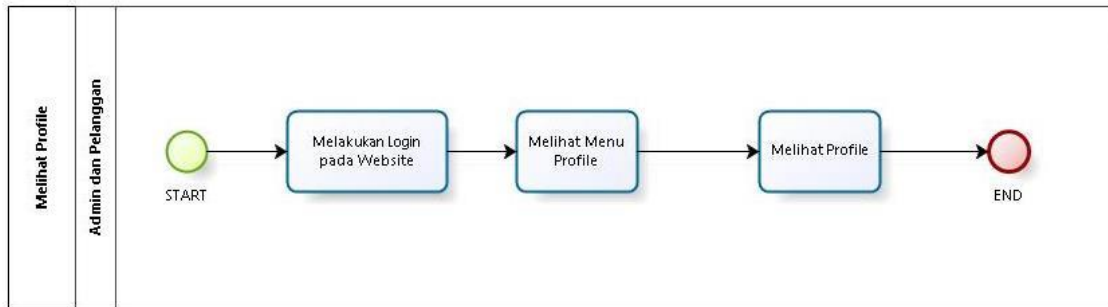 Melihat Profile
Admin dan Pelanggan
START
Melakukan Login
pada Website
Melihat Menu
Profile
Melihat Profile
END